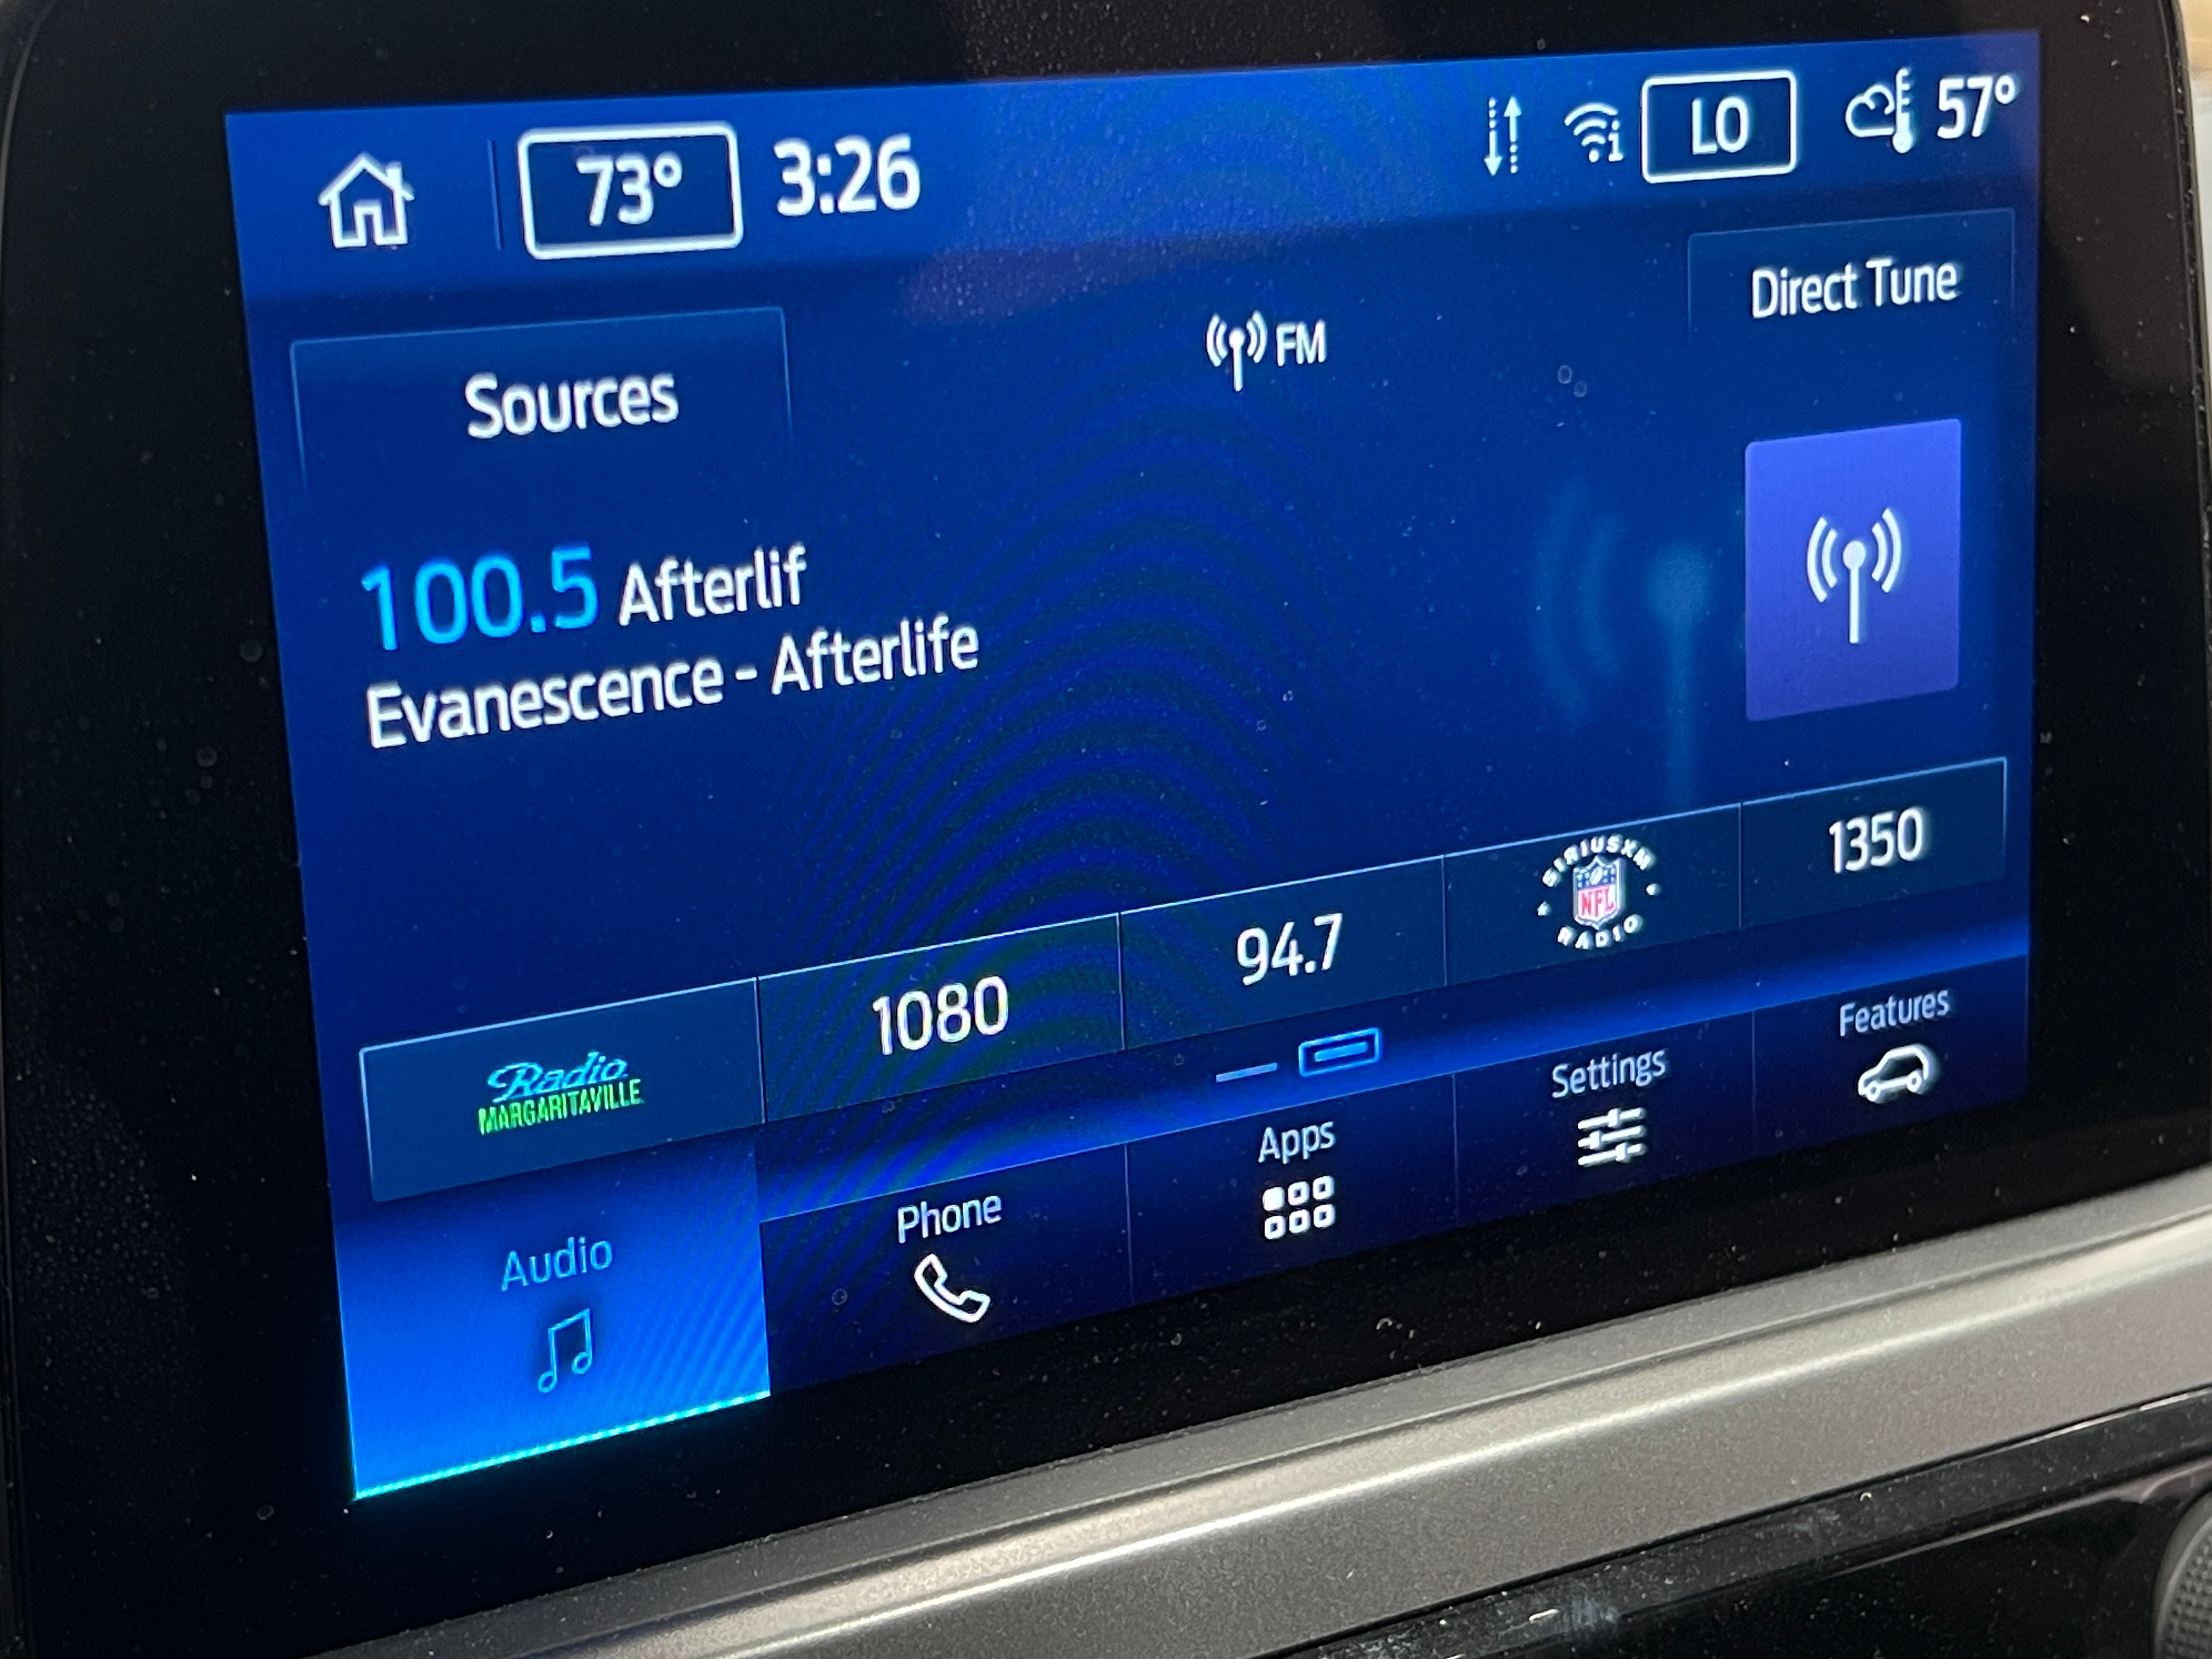 73° 3:26 LO 57°
Direct Tune
FM
Sources
100.5 Afterlif
Evanescence - Afterlife
Radio
MARGARITAVILLE
1080
94.7
SIRIUSXM
NFL
RADIO
1350
Audio
Phone
Apps
Settings
Features